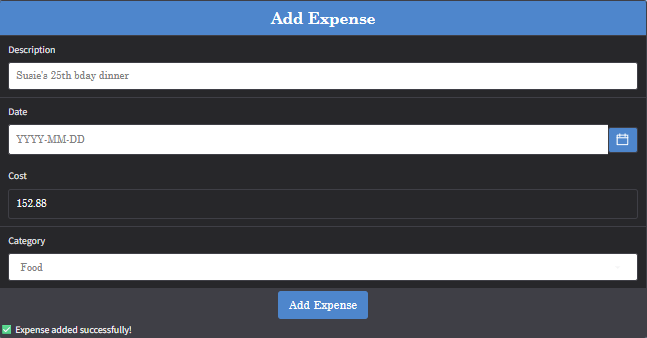 Add Expense
Description
Susie's 25th bday dinner
Date
YYYY-MM-DD
Cost
152.88
Category
Food
Add Expense
Expense added successfully!